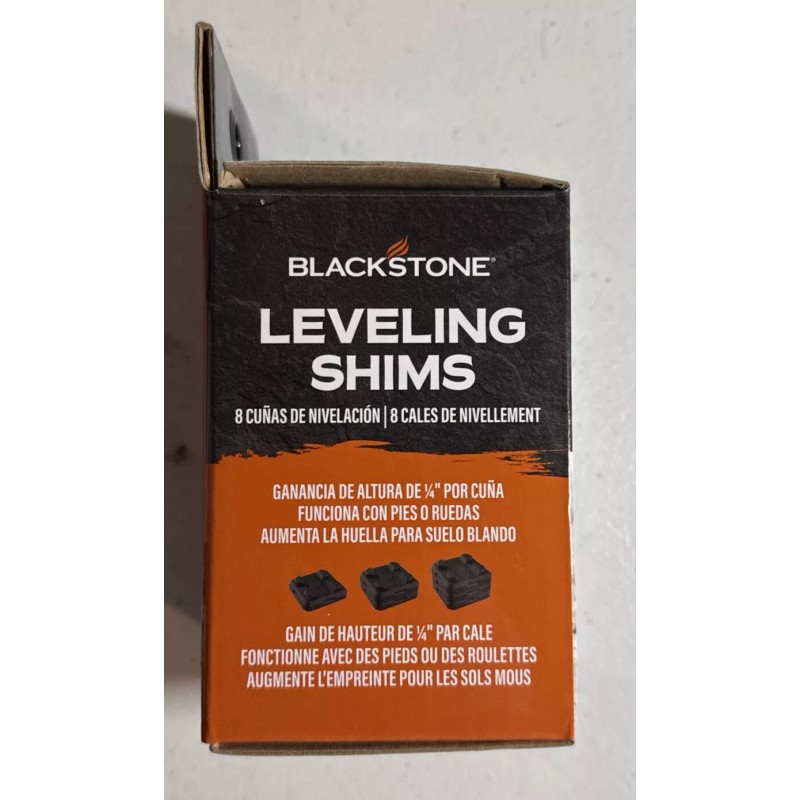 BLACKSTONE®
LEVELING
SHIMS
8 CUÑAS DE NIVELACIÓN | 8 CALES DE NIVELLEMENT
GANANCIA DE ALTURA DE ¼" POR CUÑA
FUNCIONA CON PIES O RUEDAS
AUMENTA LA HUELLA PARA SUELO BLANDO
GAIN DE HAUTEUR DE ¼" PAR CALE
FONCTIONNE AVEC DES PIEDS OU DES ROULETTES
AUGMENTE L'EMPREINTE POUR LES SOLS MOUS